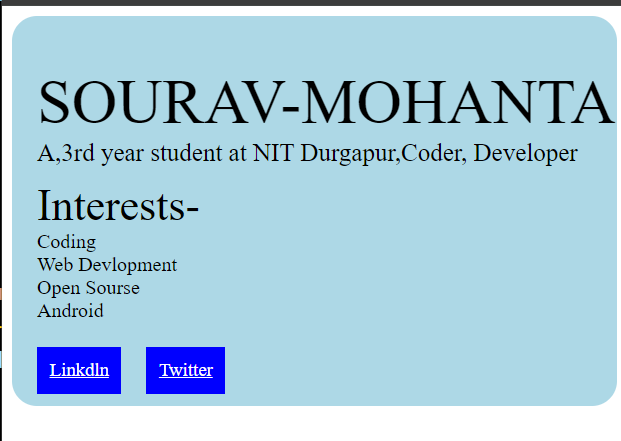 SOURAV-MOHANTA
A,3rd year student at NIT Durgapur,Coder, Developer
Interests-
Coding
Web Devlopment
Open Sourse
Android
Linkdln Twitter